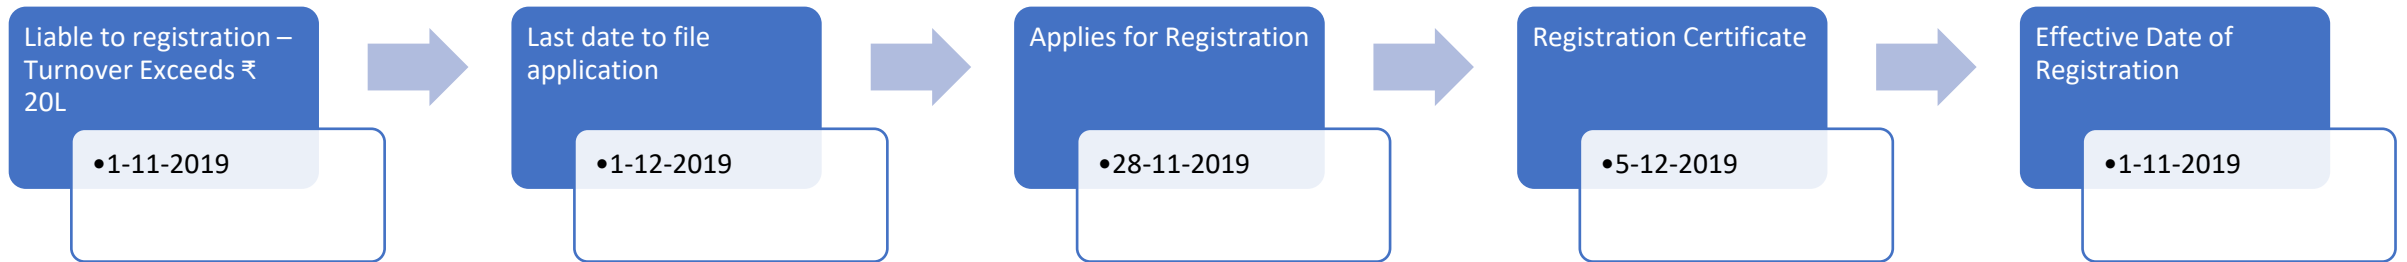 Liable to registration –
Turnover Exceeds ₹
20L
•1-11-2019
Last date to file
application
•1-12-2019
Applies for Registration
•28-11-2019
Registration Certificate
•5-12-2019
Effective Date of
Registration
•1-11-2019